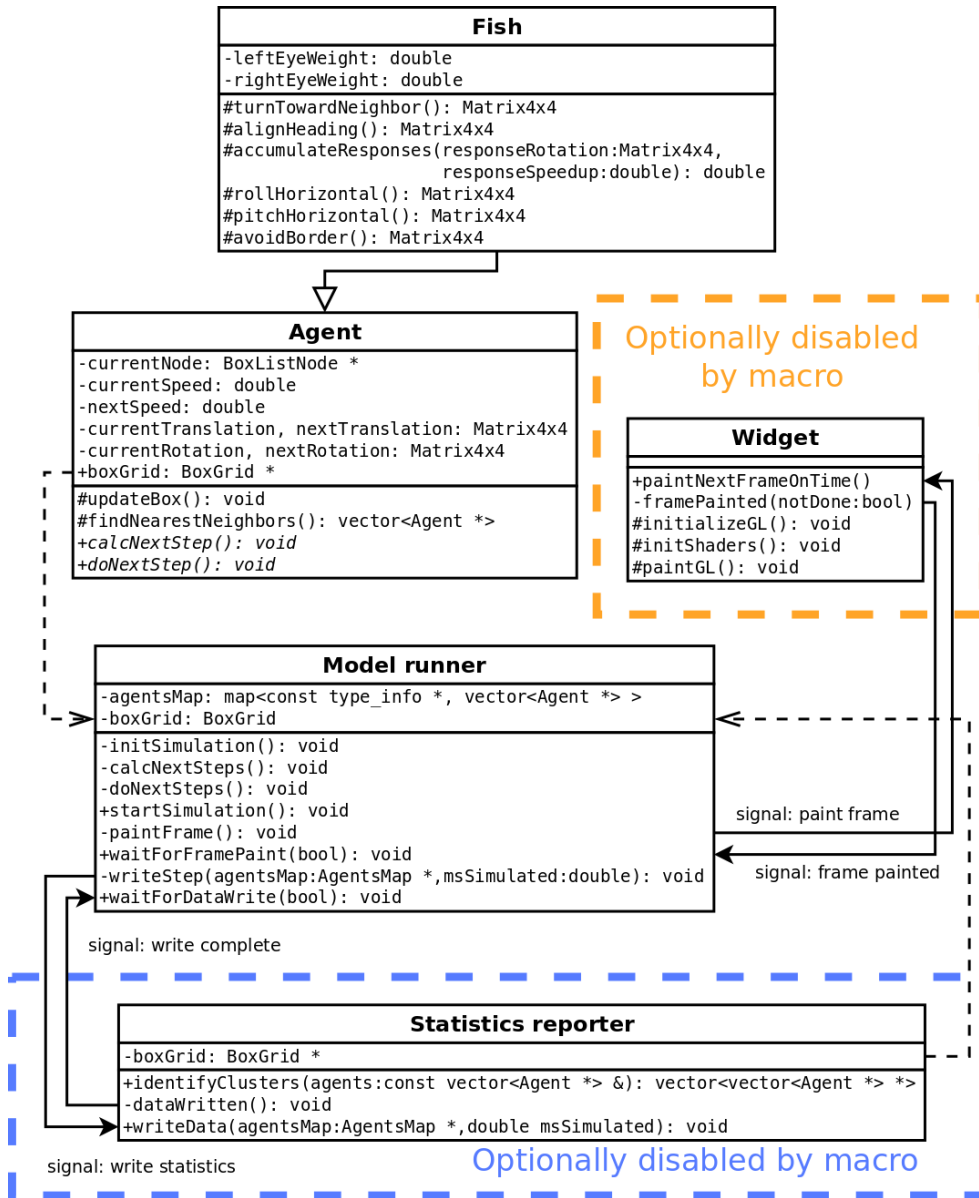 Fish
-leftEyeWeight: double
-rightEyeWeight: double
#turnTowardNeighbor(): Matrix4x4
#alignHeading(): Matrix4x4
#accumulateResponses(responseRotation:Matrix4x4,
responseSpeedup:double): double
#rollHorizontal(): Matrix4x4
#pitchHorizontal(): Matrix4x4
#avoidBorder(): Matrix4x4
Agent
-currentNode: BoxListNode *
-currentSpeed: double
-nextSpeed: double
-currentTranslation, nextTranslation: Matrix4x4
-currentRotation, nextRotation: Matrix4x4
+boxGrid: BoxGrid *
#updateBox(): void
#findNearestNeighbors(): vector<Agent *>
+calcNextStep(): void
+doNextStep(): void
Optionally disabled
by macro
Widget
+paintNextFrameOnTime()
-framePainted(notDone:bool)
#initializeGL(): void
#initShaders(): void
#paintGL(): void
Model runner
-agentsMap: map<const type_info *, vector<Agent *> >
-boxGrid: BoxGrid
-initSimulation(): void
-calcNextSteps(): void
-doNextSteps(): void
+startSimulation(): void
-paintFrame(): void
+waitForFramePaint(bool): void
-writeStep(agentsMap:AgentsMap *,msSimulated:double): void
+waitForDataWrite(bool): void
signal: paint frame
signal: frame painted
signal: write complete
Statistics reporter
-boxGrid: BoxGrid *
+identifyClusters(agents:const vector<Agent *> &): vector<vector<Agent *> *>
-dataWritten(): void
+writeData(agentsMap:AgentsMap *,double msSimulated): void
signal: write statistics
Optionally disabled by macro